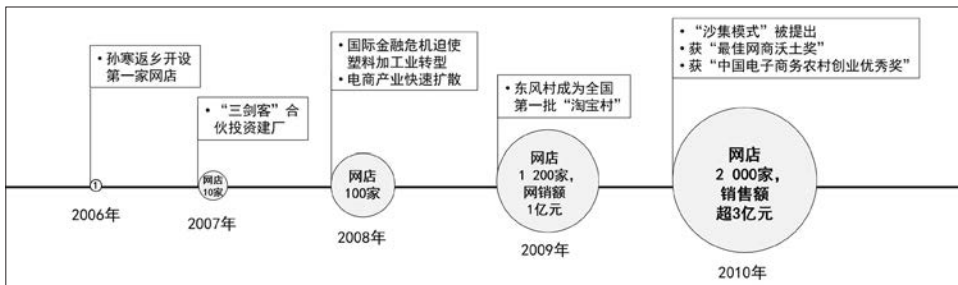 孙寒返乡开设
第一家网店
①
2006年
• “三剑客”合
伙投资建厂
网店
10家
2007年
• 国际金融危机迫使
塑料加工业转型
• 电商产业快速扩散
网店
100家
2008年
• 东风村成为全国
第一批“淘宝村”
网店
1 200家,
网销额
1亿元
2009年
• “沙集模式”被提出
• 获“最佳网商沃土奖”
• 获“中国电子商务农村创业优秀奖”
网店
2 000家,
销售额
超3亿元
2010年